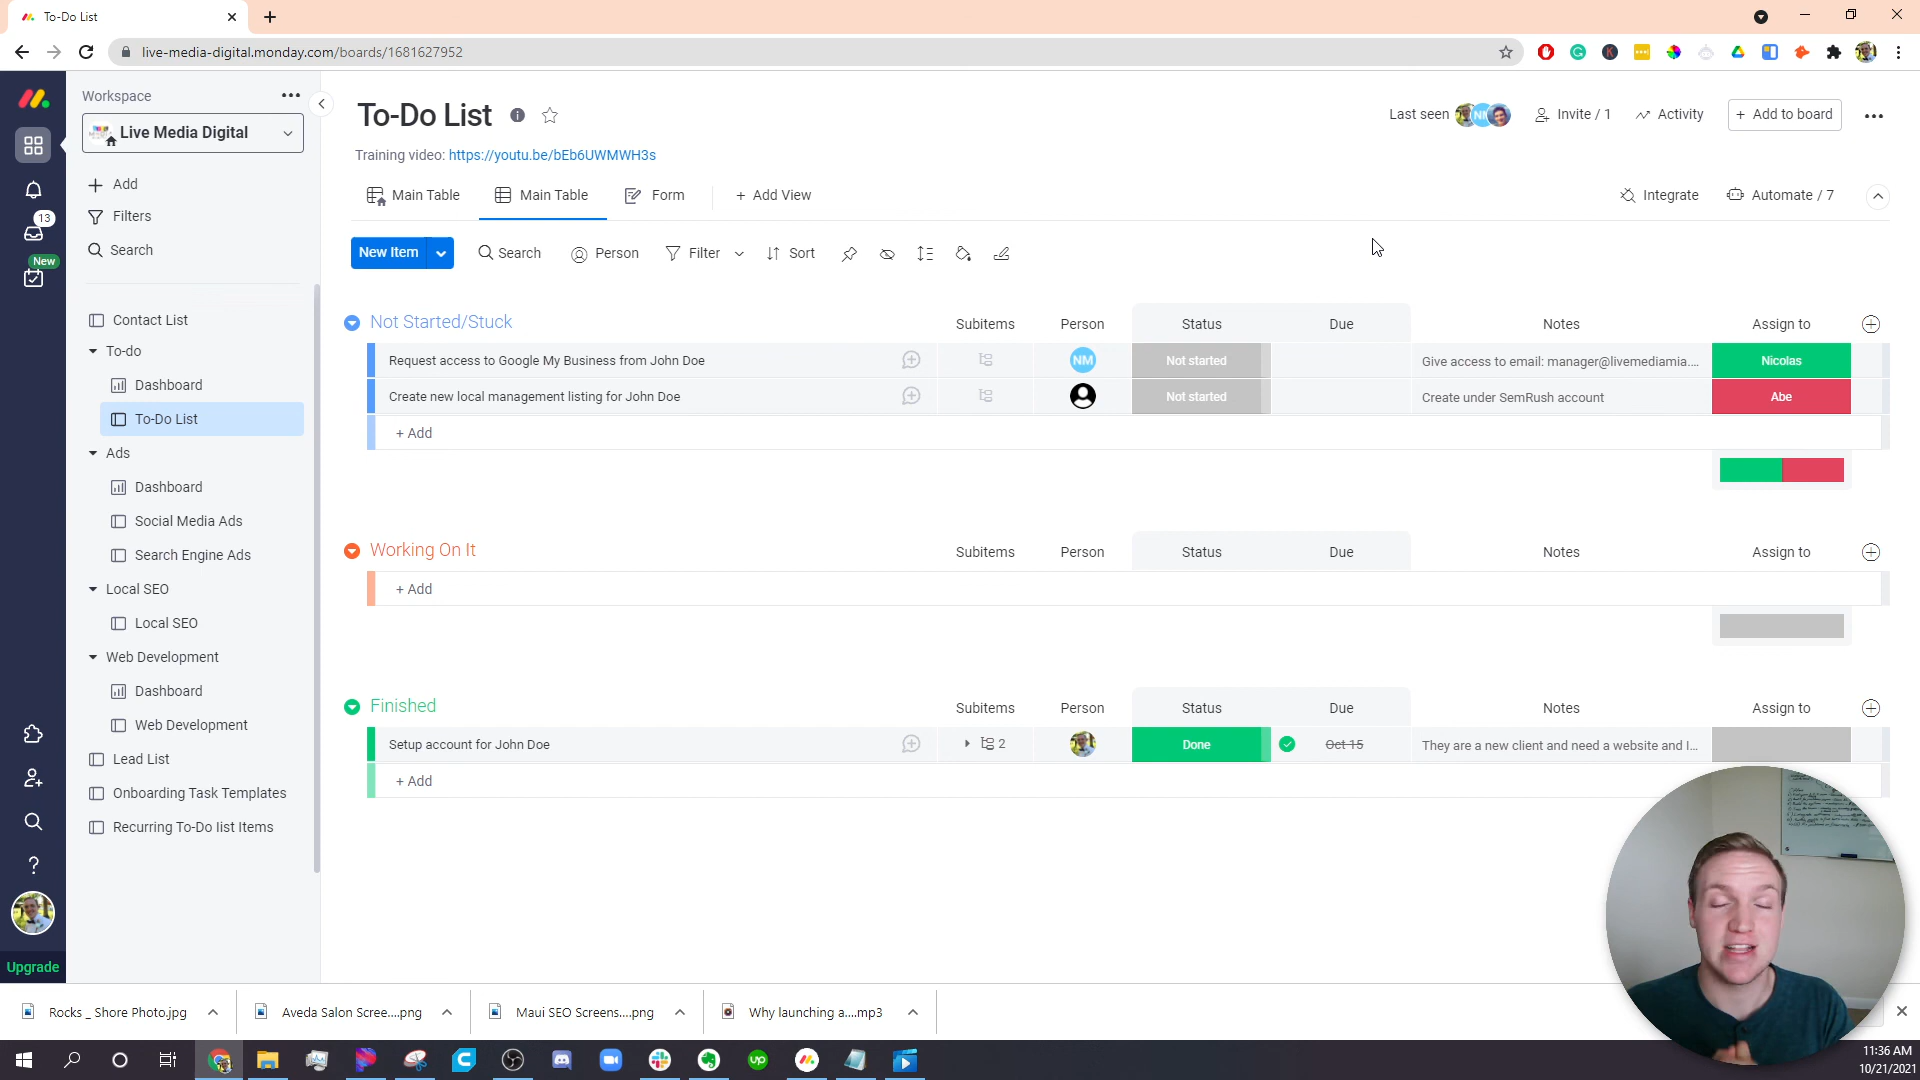 To-Do List
live-media-digital.monday.com/boards/1681627952
Workspace
Live Media Digital
Add
Filters
Search
13
New
Contact List
To-do
Dashboard
To-Do List
Ads
Dashboard
Social Media Ads
Search Engine Ads
Local SEO
Local SEO
Web Development
Dashboard
Web Development
Lead List
Onboarding Task Templates
Recurring To-Do list Items
Upgrade
To-Do List
Last seen
Invite / 1
Activity
+ Add to board
Training video: https://youtu.be/bEb6UWMWH3s
Main Table
Main Table
Form
+ Add View
Integrate
Automate / 7
New Item
Search
Person
Filter
Sort
Not Started/Stuck Subitems Person Status Due Notes Assign to
Request access to Google My Business from John Doe NM Not started Give access to email: manager@livemediamia.... Nicolas
Create new local management listing for John Doe Not started Create under SemRush account Abe
+ Add
Working On It Subitems Person Status Due Notes Assign to
+ Add
Finished Subitems Person Status Due Notes Assign to
Setup account for John Doe 2 Done Oct 15 They are a new client and need a website and l...
+ Add
Rocks _ Shore Photo.jpg
Aveda Salon Scree....png
Maui SEO Screens....png
Why launching a....mp3
11:36 AM
10/21/2021